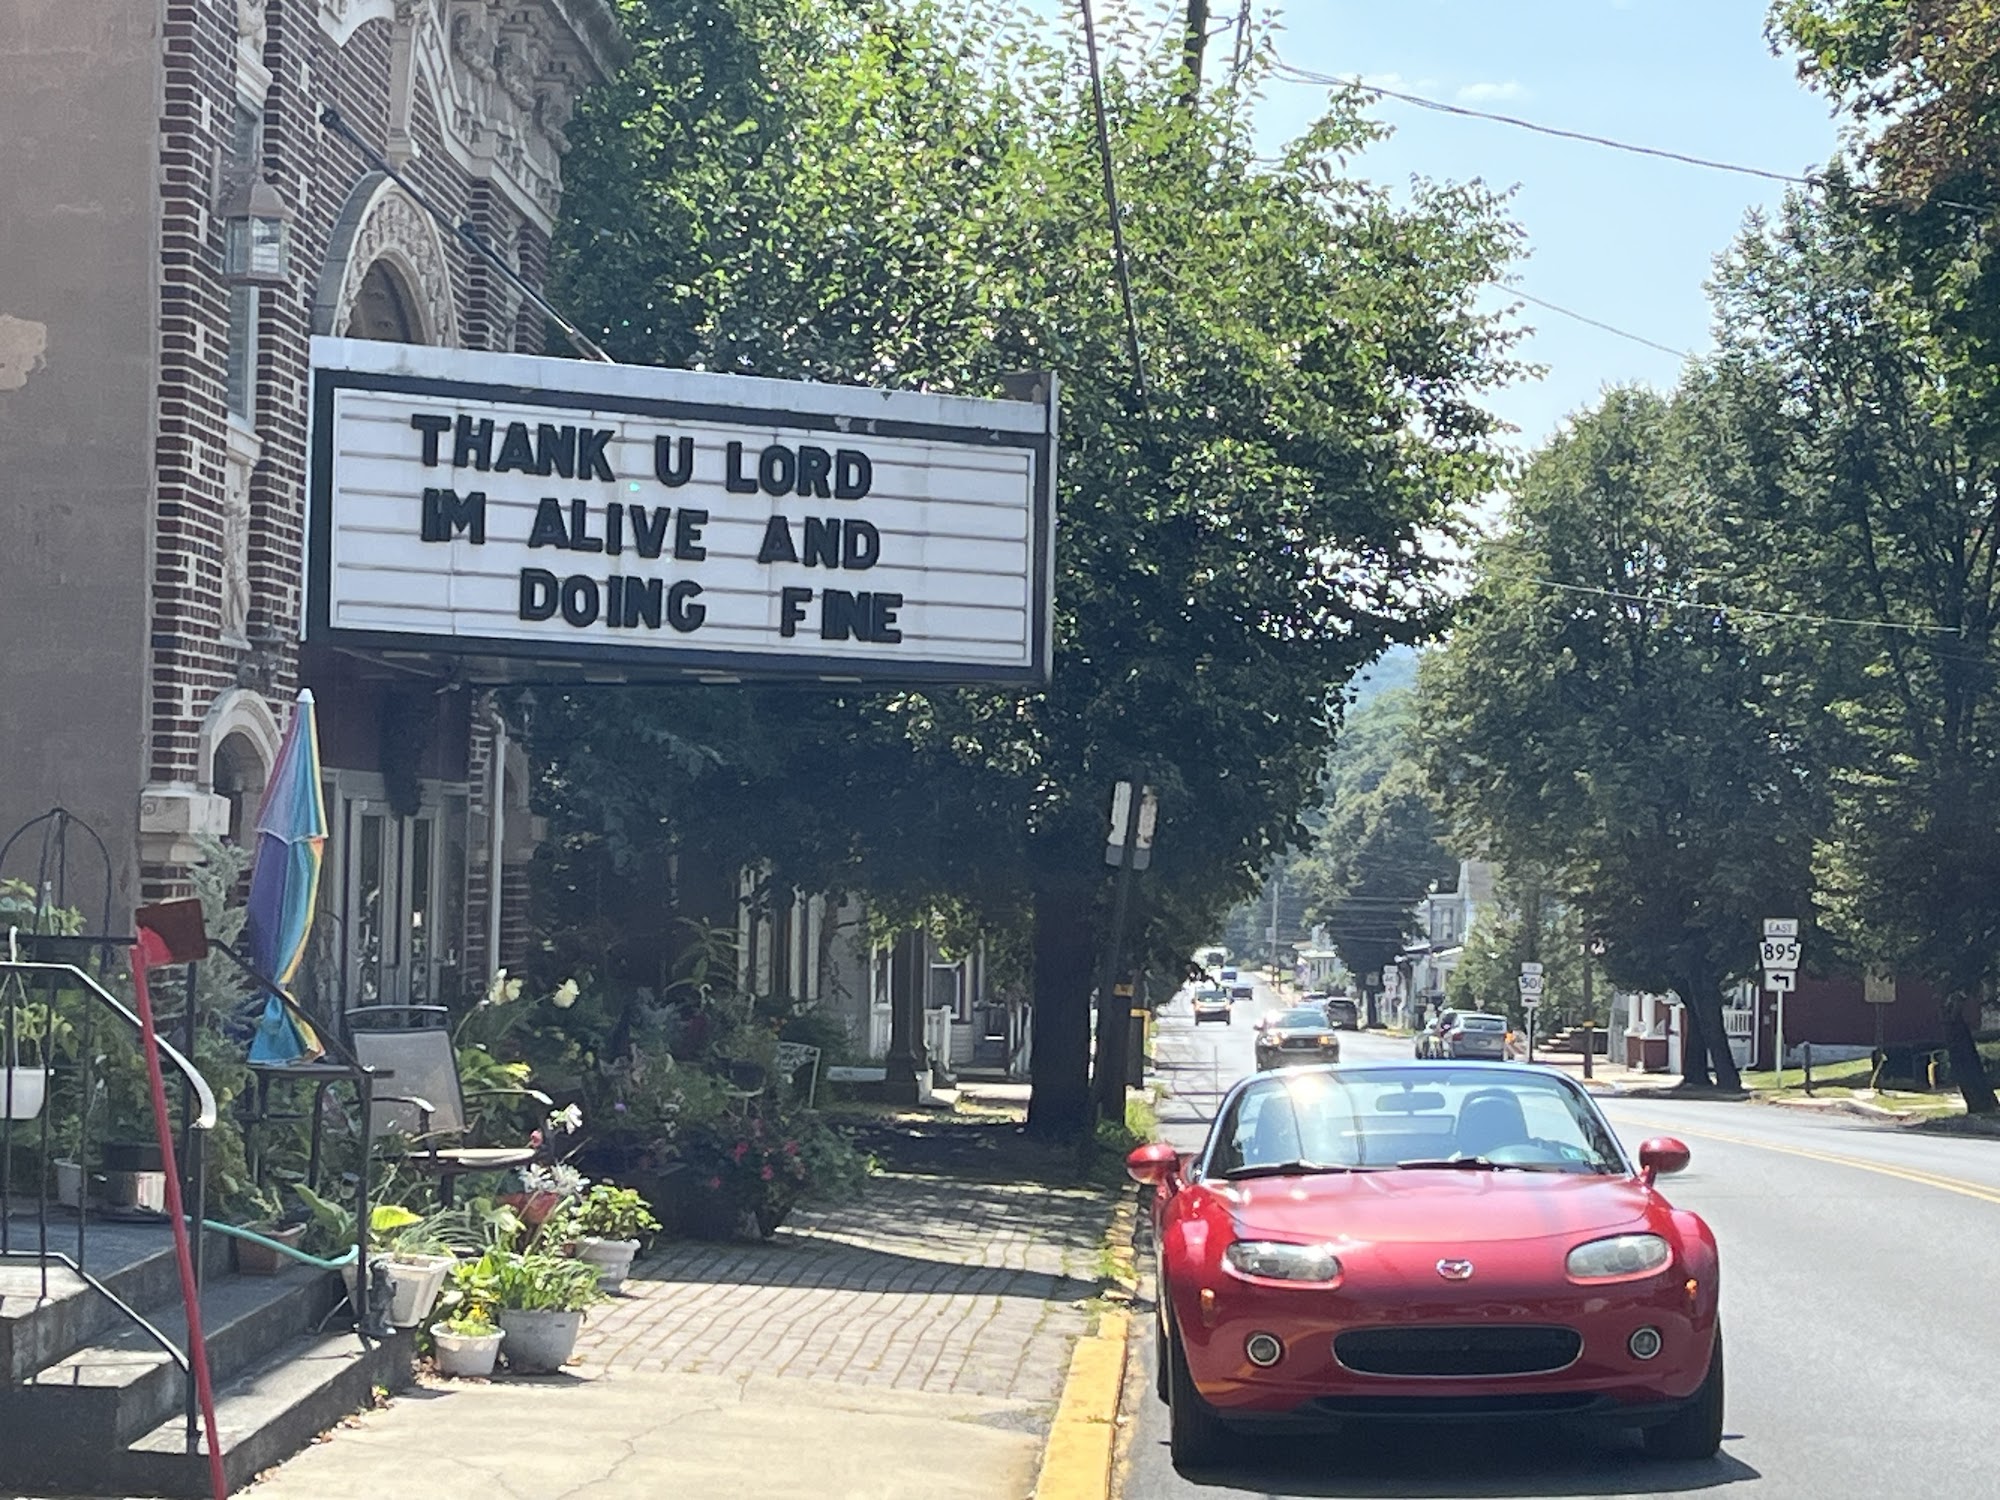 THANK U LORD
IM ALIVE AND
DOING FINE
EAST
895